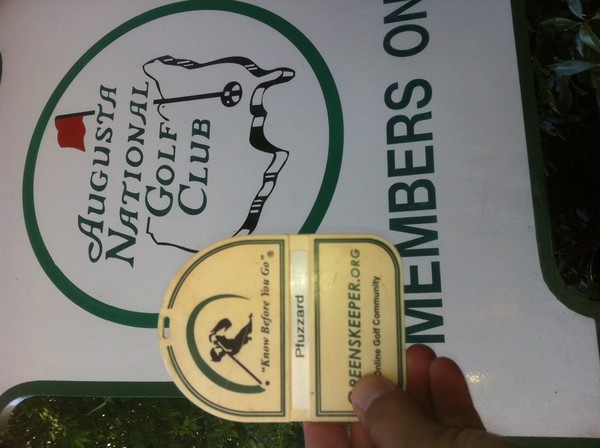 AUGUSTA
NATIONAL
GOLF
CLUB
MEMBERS ON
"Know Before You Go"®
Pfuzzard
GREENSKEEPER.ORG
Online Golf Community